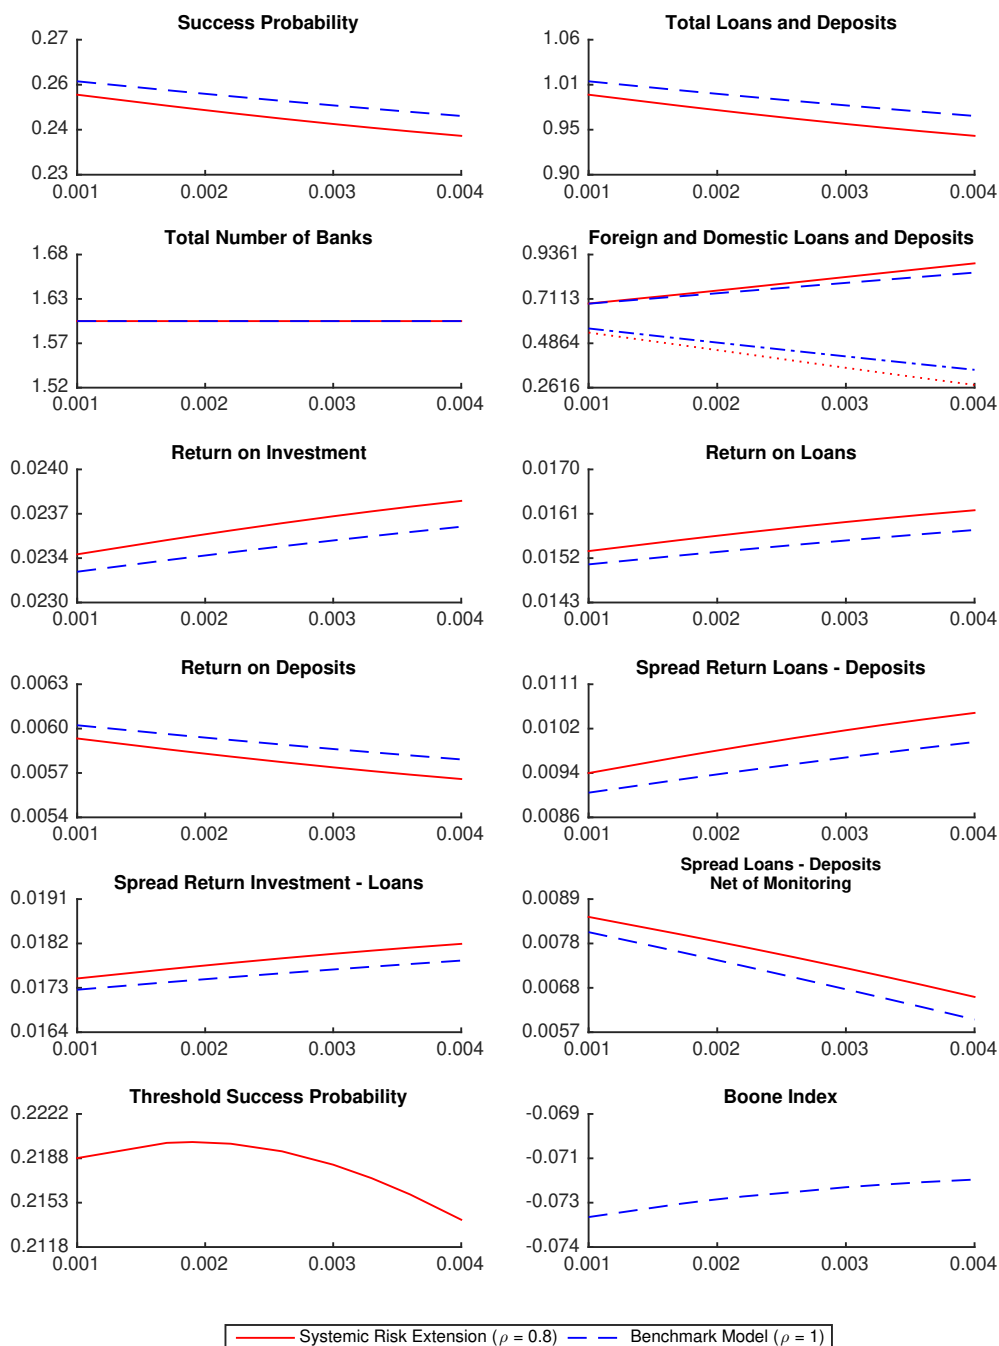 Success Probability
0.27
0.26
0.24
0.23
0.001 0.002 0.003 0.004
Total Loans and Deposits
1.06
1.01
0.95
0.90
0.001 0.002 0.003 0.004
Total Number of Banks
1.68
1.63
1.57
1.52
0.001 0.002 0.003 0.004
Foreign and Domestic Loans and Deposits
0.9361
0.7113
0.4864
0.2616
0.001 0.002 0.003 0.004
Return on Investment
0.0240
0.0237
0.0234
0.0230
0.001 0.002 0.003 0.004
Return on Loans
0.0170
0.0161
0.0152
0.0143
0.001 0.002 0.003 0.004
Return on Deposits
0.0063
0.0060
0.0057
0.0054
0.001 0.002 0.003 0.004
Spread Return Loans - Deposits
0.0111
0.0102
0.0094
0.0086
0.001 0.002 0.003 0.004
Spread Return Investment - Loans
0.0191
0.0182
0.0173
0.0164
0.001 0.002 0.003 0.004
Spread Loans - Deposits
Net of Monitoring
0.0089
0.0078
0.0068
0.0057
0.001 0.002 0.003 0.004
Threshold Success Probability
0.2222
0.2188
0.2153
0.2118
0.001 0.002 0.003 0.004
Boone Index
-0.069
-0.071
-0.073
-0.074
0.001 0.002 0.003 0.004
Systemic Risk Extension (ρ = 0.8) Benchmark Model (ρ = 1)